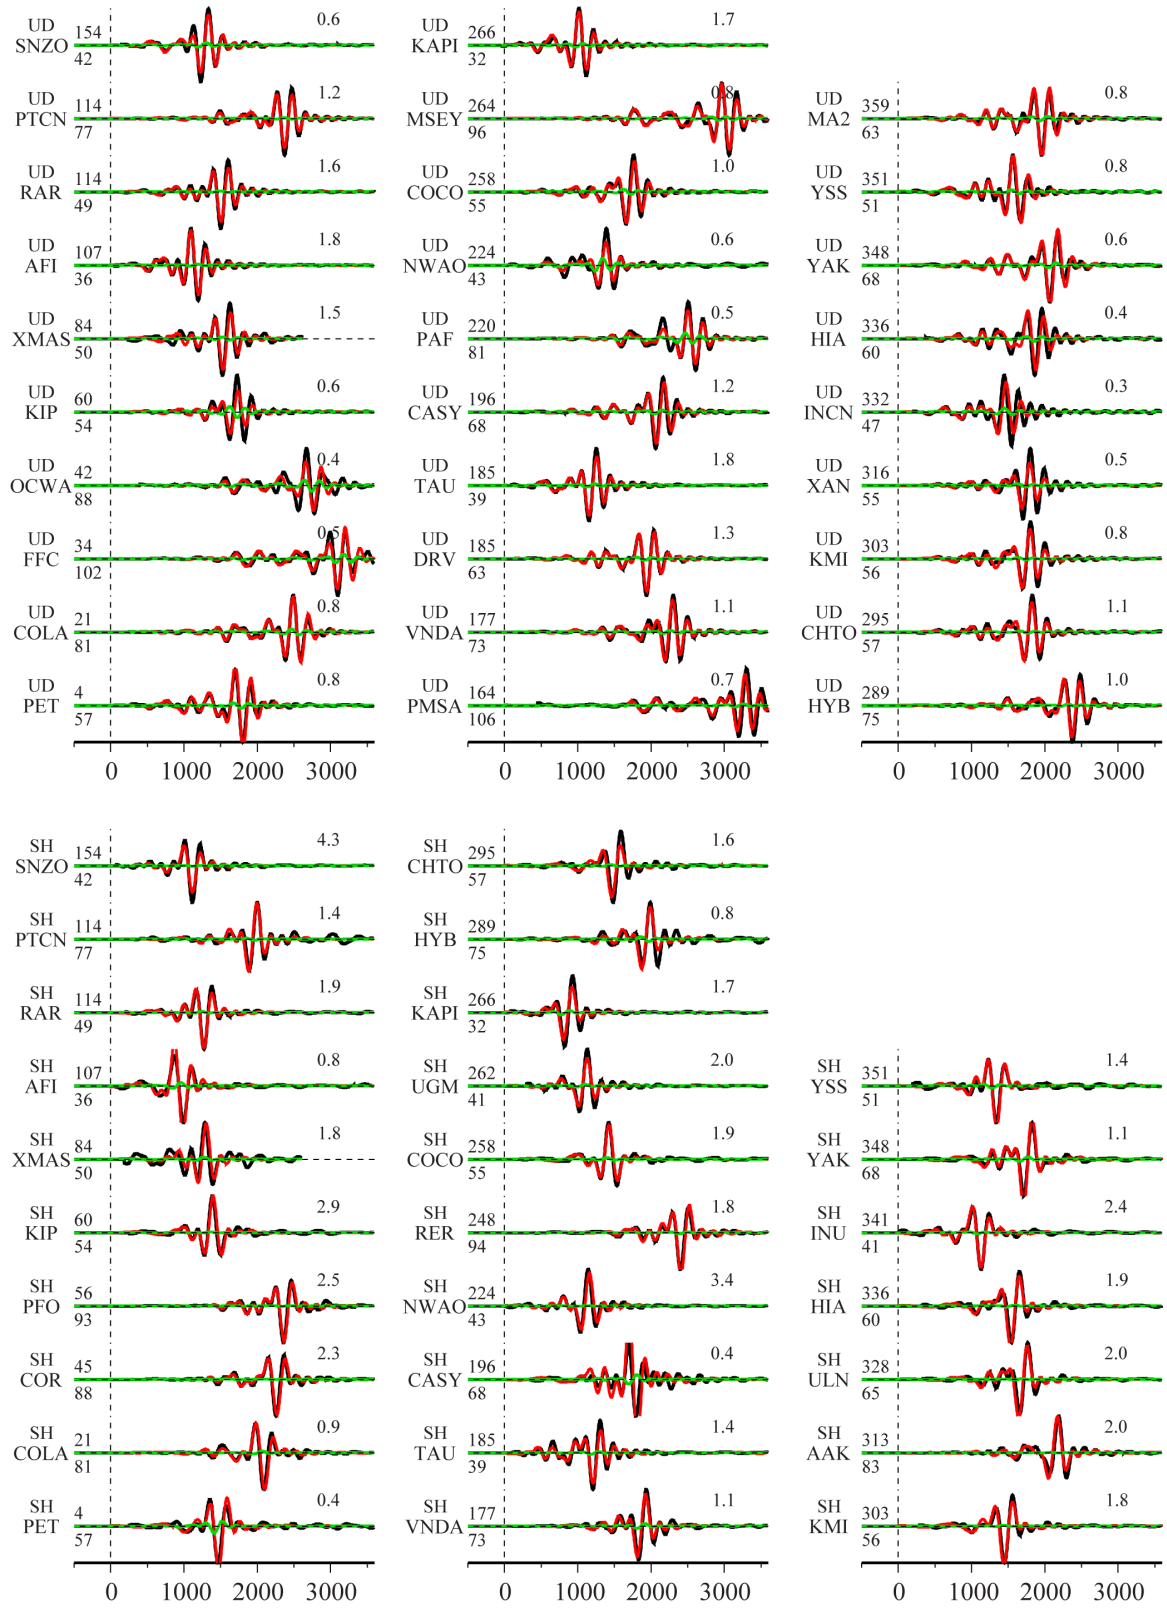 UD SNZO 154 42 0.6
UD PTCN 114 77 1.2
UD RAR 114 49 1.6
UD AFI 107 36 1.8
UD XMAS 84 50 1.5
UD KIP 60 54 0.6
UD OCWA 42 88 0.4
UD FFC 34 102 0.5
UD COLA 21 81 0.8
UD PET 4 57 0.8
0 1000 2000 3000
UD KAPI 266 32 1.7
UD MSEY 264 96 0.8
UD COCO 258 55 1.0
UD NWAO 224 43 0.6
UD PAF 220 81 0.5
UD CASY 196 68 1.2
UD TAU 185 39 1.8
UD DRV 185 63 1.3
UD VNDA 177 73 1.1
UD PMSA 164 106 0.7
0 1000 2000 3000
UD MA2 359 63 0.8
UD YSS 351 51 0.8
UD YAK 348 68 0.6
UD HIA 336 60 0.4
UD INCN 332 47 0.3
UD XAN 316 55 0.5
UD KMI 303 56 0.8
UD CHTO 295 57 1.1
UD HYB 289 75 1.0
0 1000 2000 3000
SH SNZO 154 42 4.3
SH PTCN 114 77 1.4
SH RAR 114 49 1.9
SH AFI 107 36 0.8
SH XMAS 84 50 1.8
SH KIP 60 54 2.9
SH PFO 56 93 2.5
SH COR 45 88 2.3
SH COLA 21 81 0.9
SH PET 4 57 0.4
0 1000 2000 3000
SH CHTO 295 57 1.6
SH HYB 289 75 0.8
SH KAPI 266 32 1.7
SH UGM 262 41 2.0
SH COCO 258 55 1.9
SH RER 248 94 1.8
SH NWAO 224 43 3.4
SH CASY 196 68 0.4
SH TAU 185 39 1.4
SH VNDA 177 73 1.1
0 1000 2000 3000
SH YSS 351 51 1.4
SH YAK 348 68 1.1
SH INU 341 41 2.4
SH HIA 336 60 1.9
SH ULN 328 65 2.0
SH AAK 313 83 2.0
SH KMI 303 56 1.8
0 1000 2000 3000